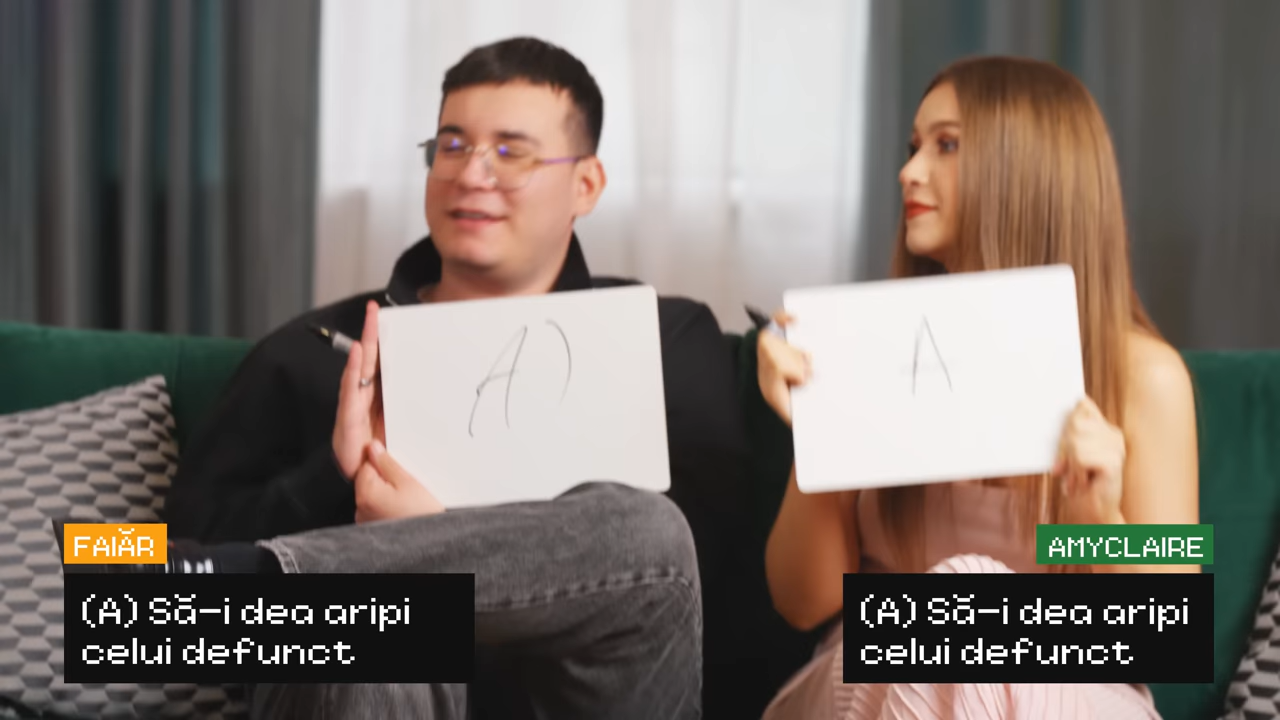 A)
A
FAIĂR
(A) Să-i dea aripi
celui defunct
AMYCLAIRE
(A) Să-i dea aripi
celui defunct